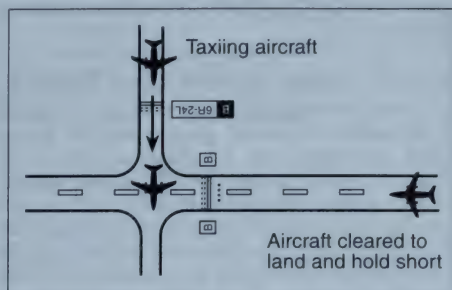 Taxiing aircraft
6R-24L B
B
B
Aircraft cleared to
land and hold short